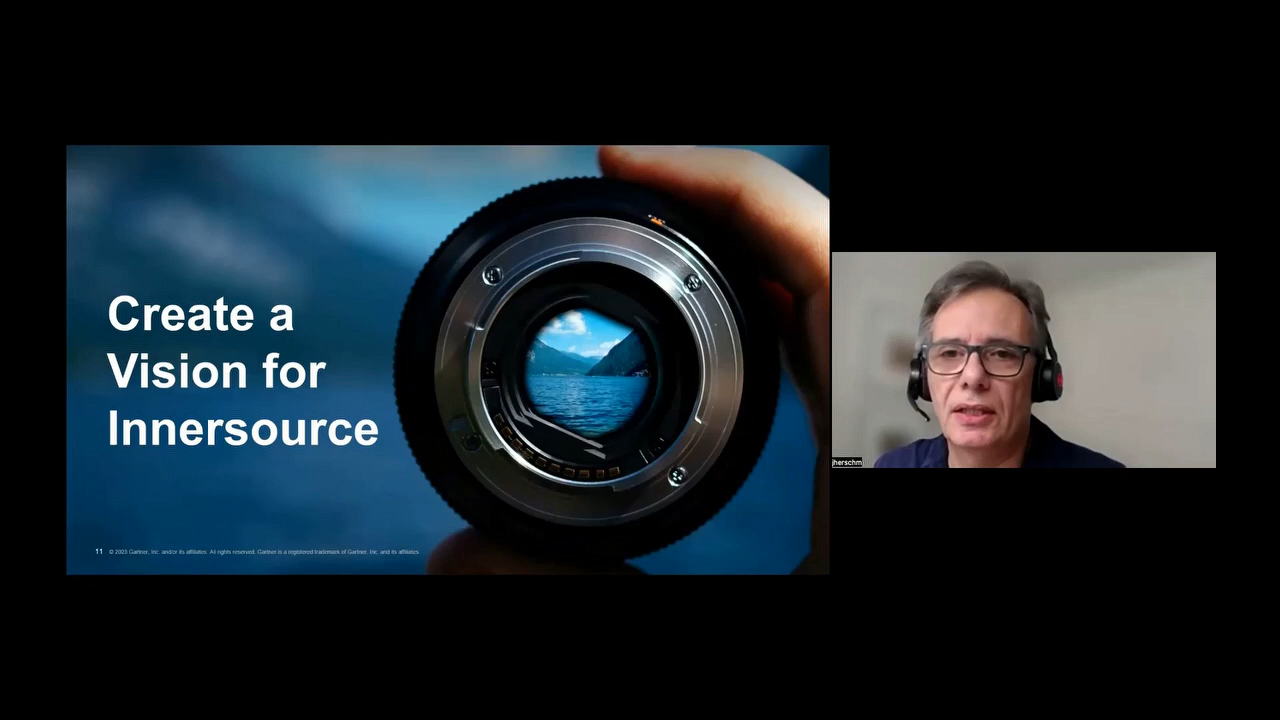 Create a
Vision for
Innersource
11 © 2023 Gartner, Inc. and/or its affiliates. All rights reserved. Gartner is a registered trademark of Gartner, Inc. and its affiliates.
jherschm